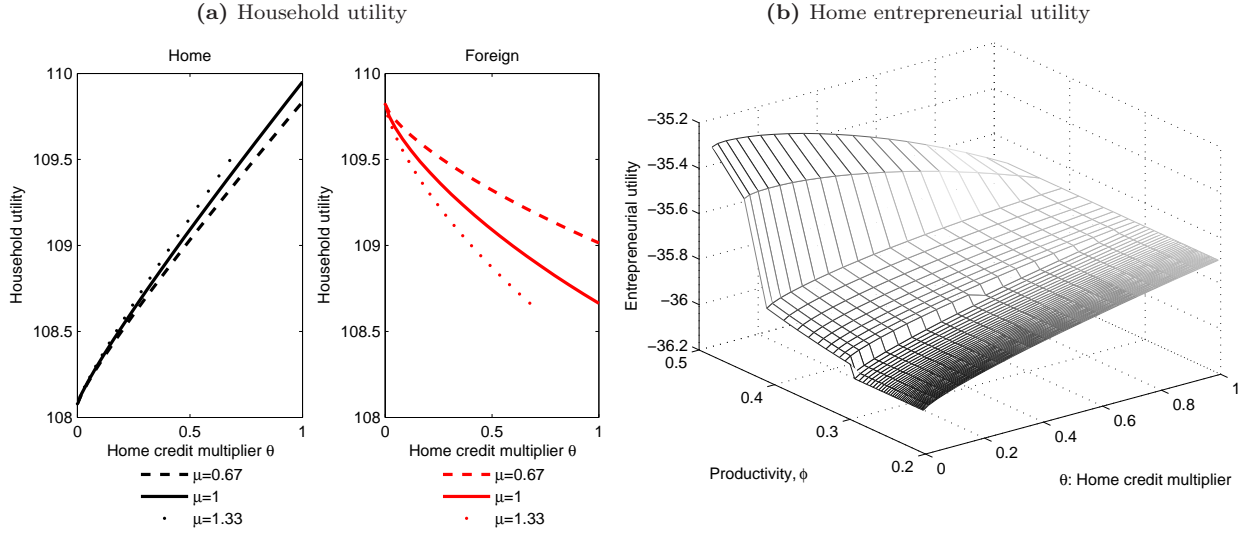 (a) Household utility
Home
Foreign
110
109.5
109
108.5
108
Household utility
0
0.5
1
Home credit multiplier θ
μ=0.67
μ=1
μ=1.33
110
109.5
109
108.5
108
Household utility
0
0.5
1
Home credit multiplier θ
μ=0.67
μ=1
μ=1.33
(b) Home entrepreneurial utility
−35.2
−35.4
−35.6
−35.8
−36
−36.2
Entrepreneurial utility
0.5
0.4
0.3
0.2
Productivity, ϕ
0
0.2
0.4
0.6
0.8
1
θ: Home credit multiplier